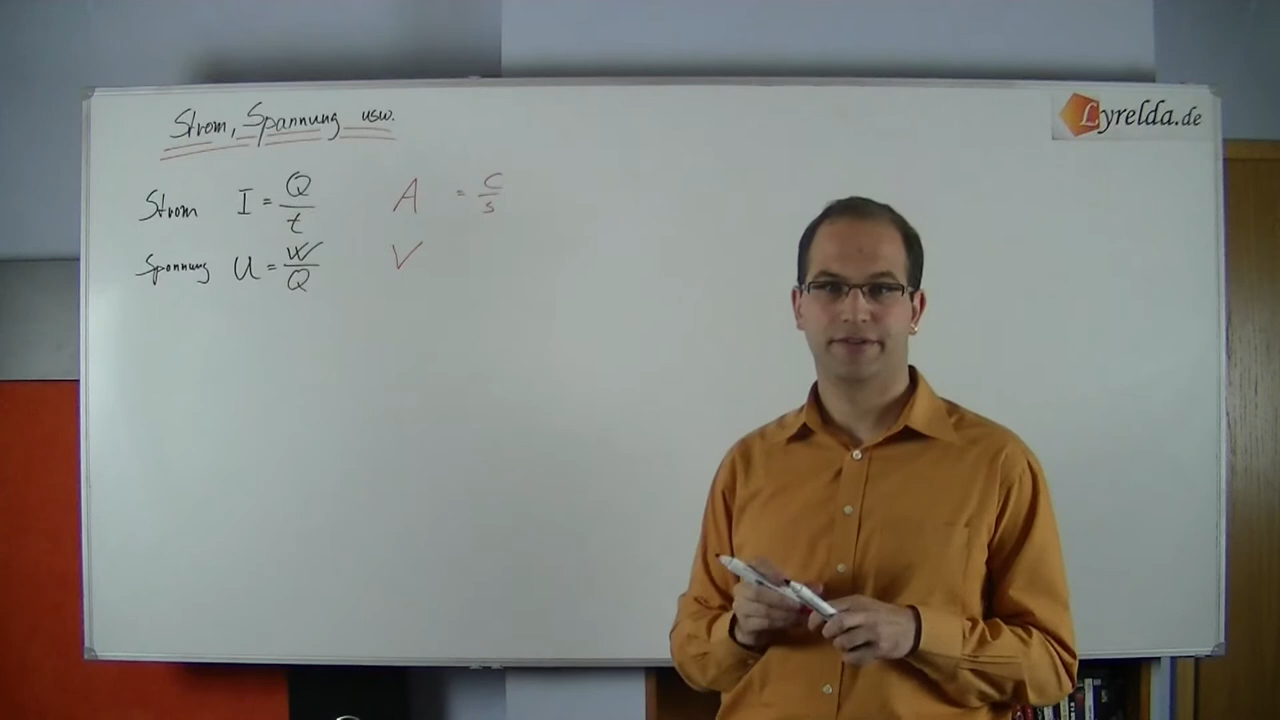 Strom, Spannung usw.
Lyrelda.de
Strom I = Q/t A = C/s
Spannung U = W/Q V